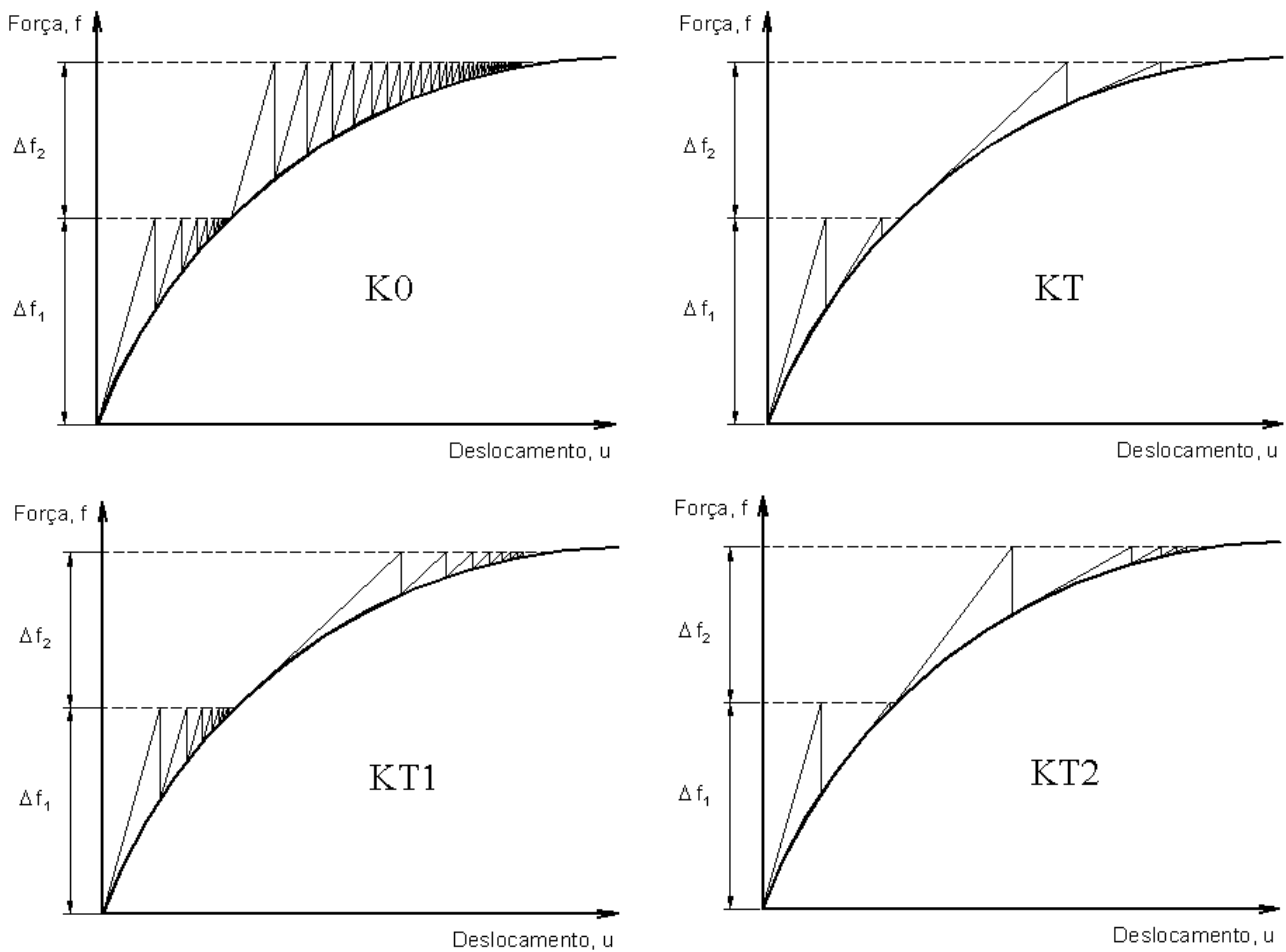 Força, f
Δf₂
Δf₁
K0
Deslocamento, u
Força, f
Δf₂
Δf₁
KT
Deslocamento, u
Força, f
Δf₂
Δf₁
KT1
Deslocamento, u
Força, f
Δf₂
Δf₁
KT2
Deslocamento, u